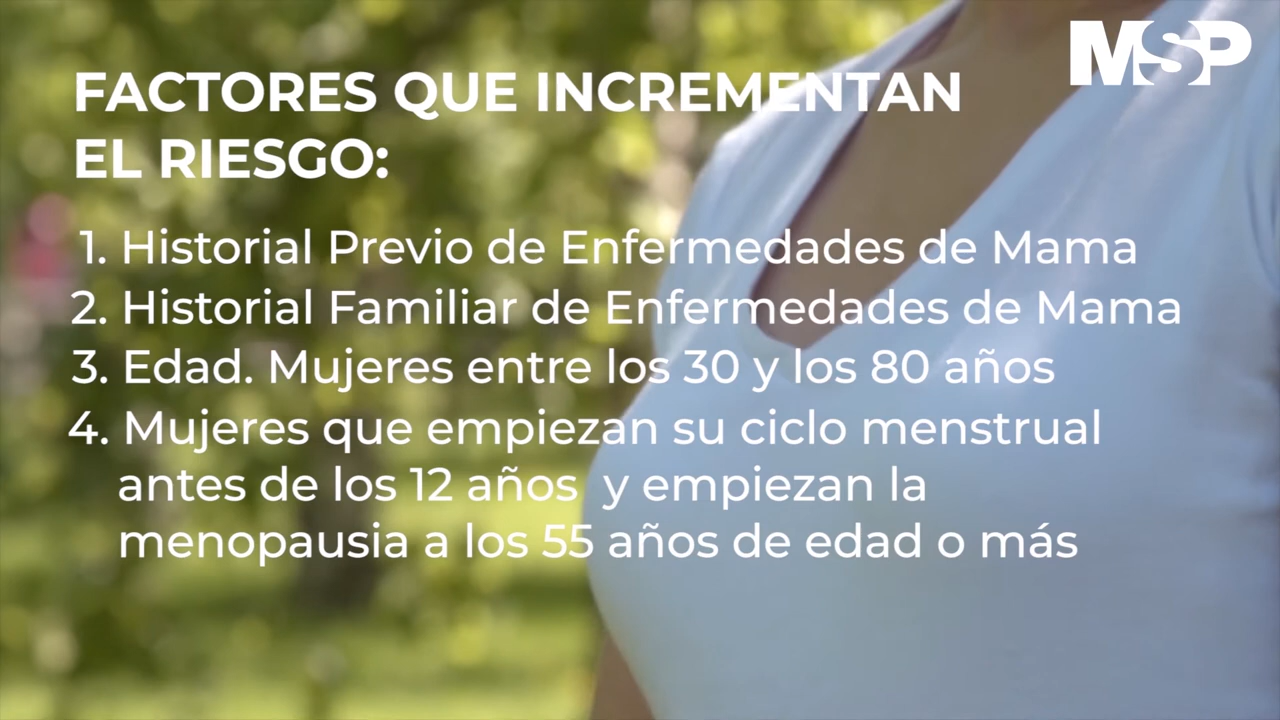 MSP
FACTORES QUE INCREMENTAN
EL RIESGO:
1. Historial Previo de Enfermedades de Mama
2. Historial Familiar de Enfermedades de Mama
3. Edad. Mujeres entre los 30 y los 80 años
4. Mujeres que empiezan su ciclo menstrual
antes de los 12 años y empiezan la
menopausia a los 55 años de edad o más